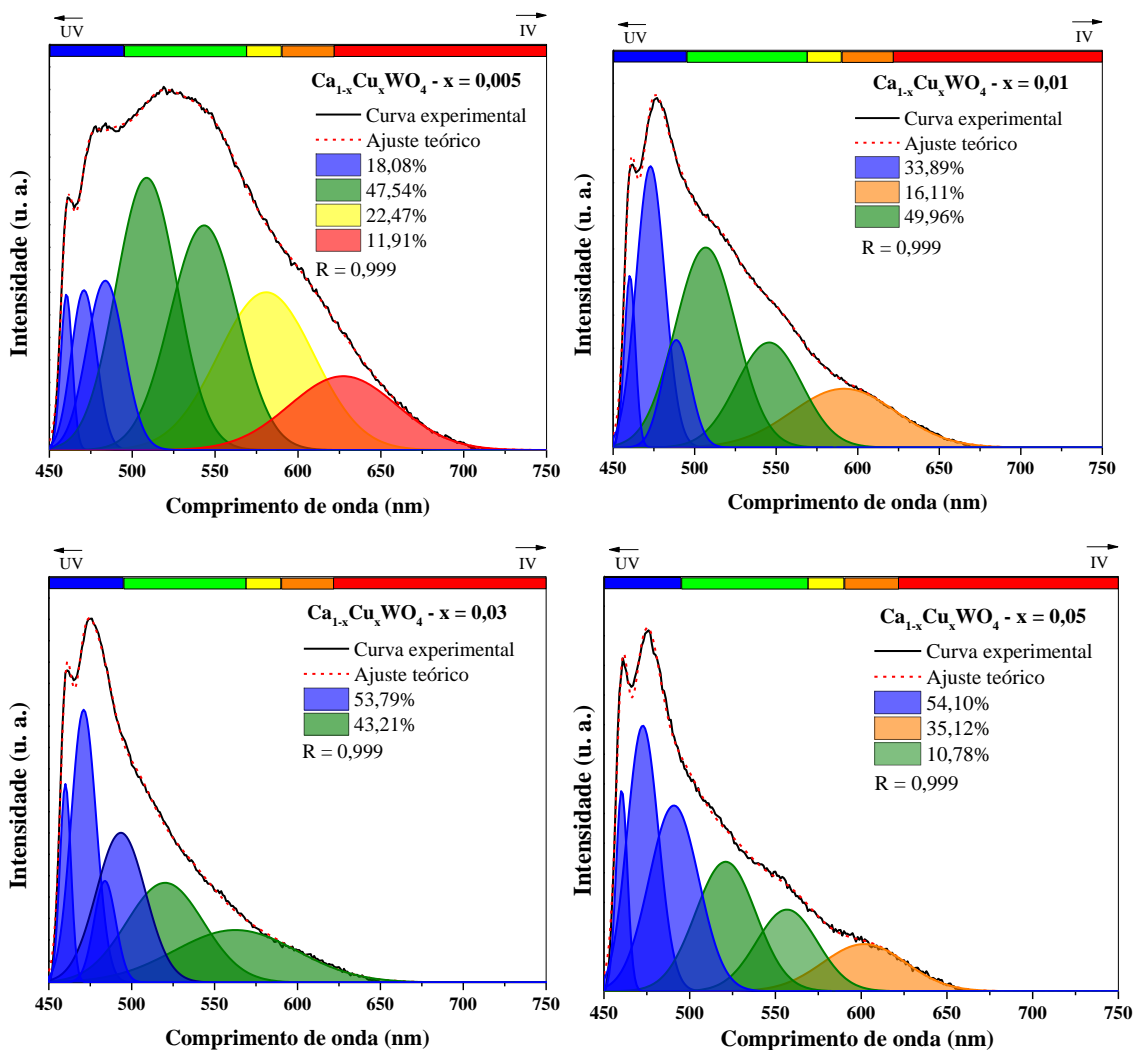 UV
IV
Ca1-xCuxWO4 - x = 0,005
Curva experimental
Ajuste teórico
18,08%
47,54%
22,47%
11,91%
R = 0,999
Intensidade (u. a.)
450 500 550 600 650 700 750
Comprimento de onda (nm)
UV
IV
Ca1-xCuxWO4 - x = 0,01
Curva experimental
Ajuste teórico
33,89%
16,11%
49,96%
R = 0,999
Intensidade (u. a.)
450 500 550 600 650 700 750
Comprimento de onda (nm)
UV
IV
Ca1-xCuxWO4 - x = 0,03
Curva experimental
Ajuste teórico
53,79%
43,21%
R = 0,999
Intensidade (u. a.)
450 500 550 600 650 700 750
Comprimento de onda (nm)
UV
IV
Ca1-xCuxWO4 - x = 0,05
Curva experimental
Ajuste teórico
54,10%
35,12%
10,78%
R = 0,999
Intensidade (u. a.)
450 500 550 600 650 700 750
Comprimento de onda (nm)